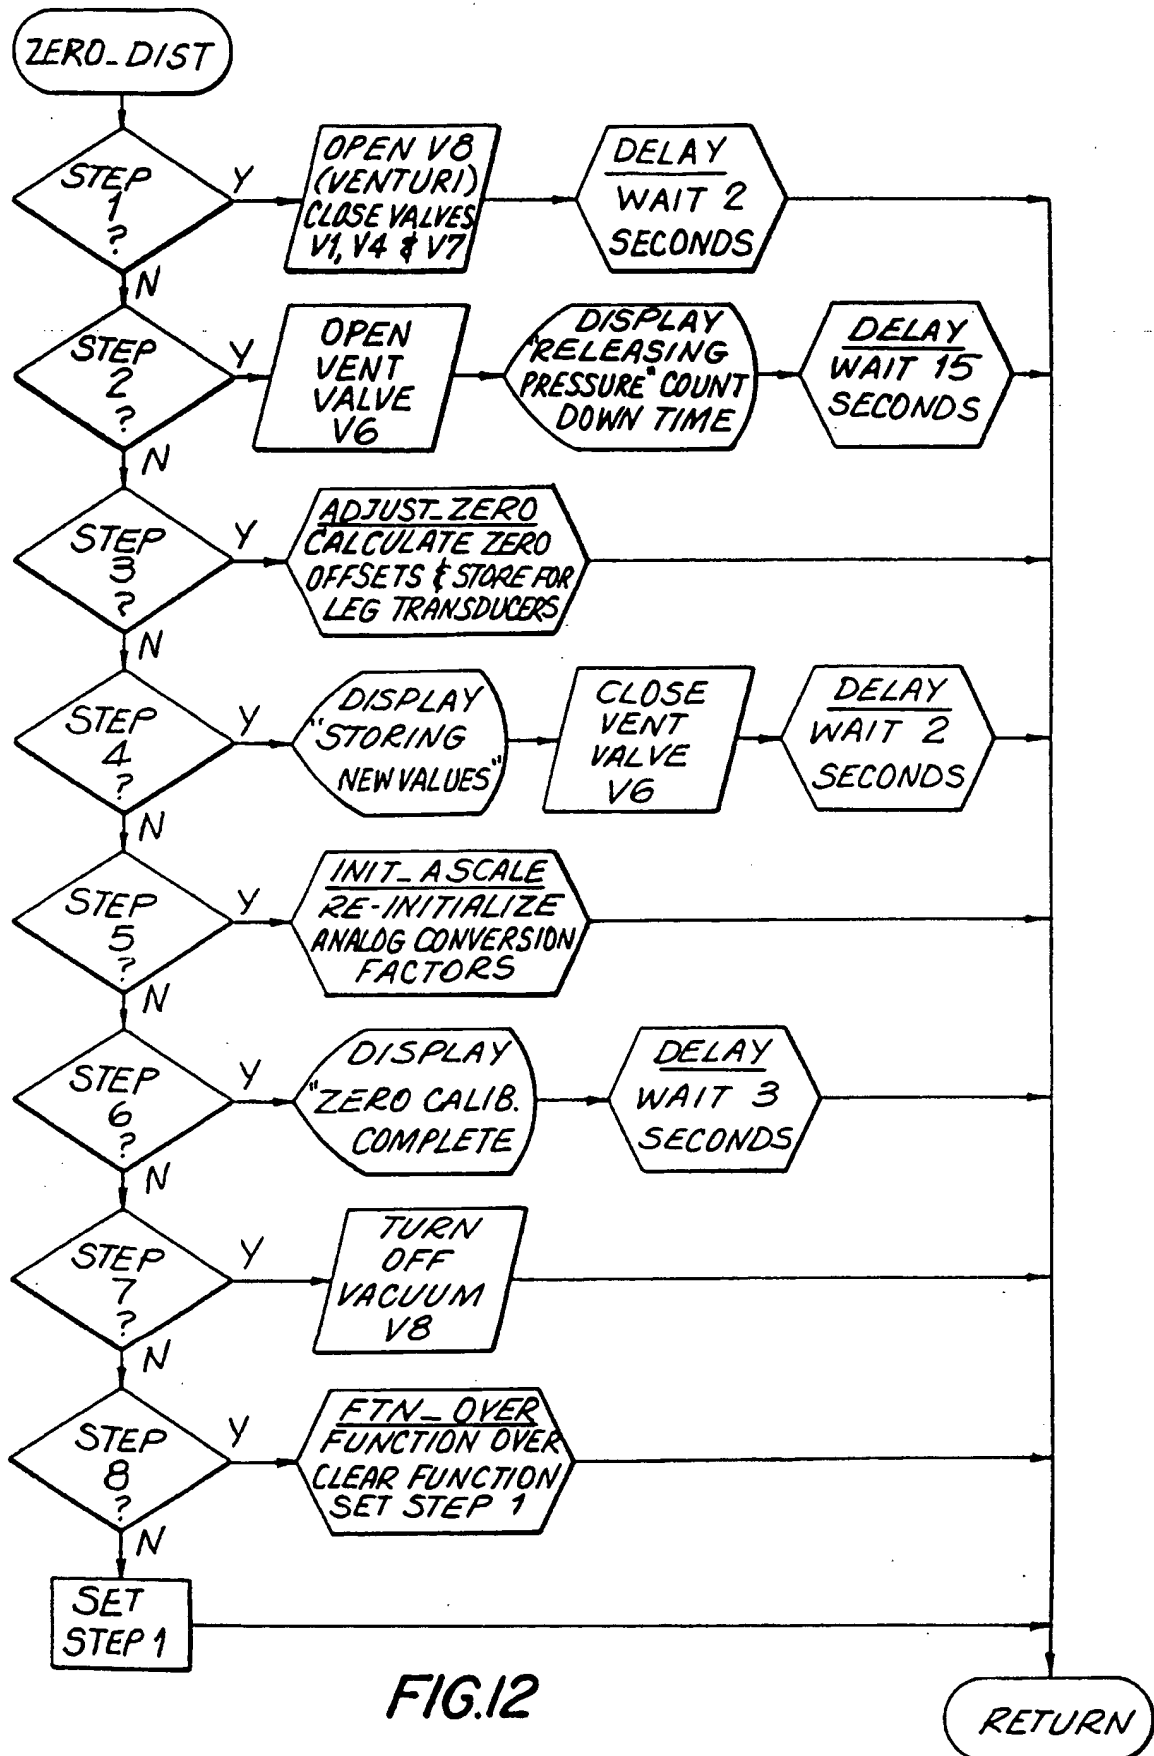 ZERO_DIST
STEP
1
?
Y
OPEN V8
(VENTURI)
CLOSE VALVES
V1, V4 & V7
DELAY
WAIT 2
SECONDS
N
STEP
2
?
Y
OPEN
VENT
VALVE
V6
DISPLAY
"RELEASING
PRESSURE" COUNT
DOWN TIME
DELAY
WAIT 15
SECONDS
N
STEP
3
?
Y
ADJUST_ZERO
CALCULATE ZERO
OFFSETS & STORE FOR
LEG TRANSDUCERS
N
STEP
4
?
Y
DISPLAY
"STORING
NEW VALUES"
CLOSE
VENT
VALVE
V6
DELAY
WAIT 2
SECONDS
N
STEP
5
?
Y
INIT_ASCALE
RE-INITIALIZE
ANALOG CONVERSION
FACTORS
N
STEP
6
?
Y
DISPLAY
"ZERO CALIB.
COMPLETE
DELAY
WAIT 3
SECONDS
N
STEP
7
?
Y
TURN
OFF
VACUUM
V8
N
STEP
8
?
Y
FTN_OVER
FUNCTION OVER
CLEAR FUNCTION
SET STEP 1
N
SET
STEP 1
RETURN
FIG.12